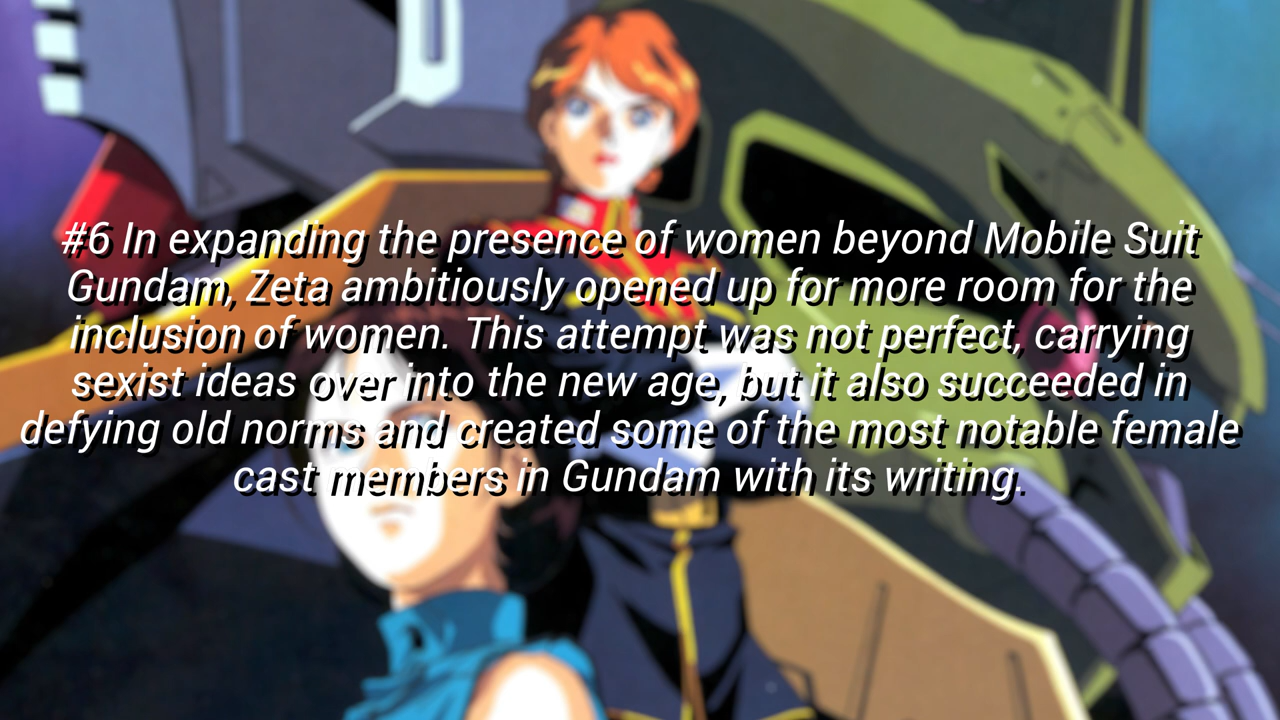 #6 In expanding the presence of women beyond Mobile Suit
Gundam, Zeta ambitiously opened up for more room for the
inclusion of women. This attempt was not perfect, carrying
sexist ideas over into the new age, but it also succeeded in
defying old norms and created some of the most notable female
cast members in Gundam with its writing.